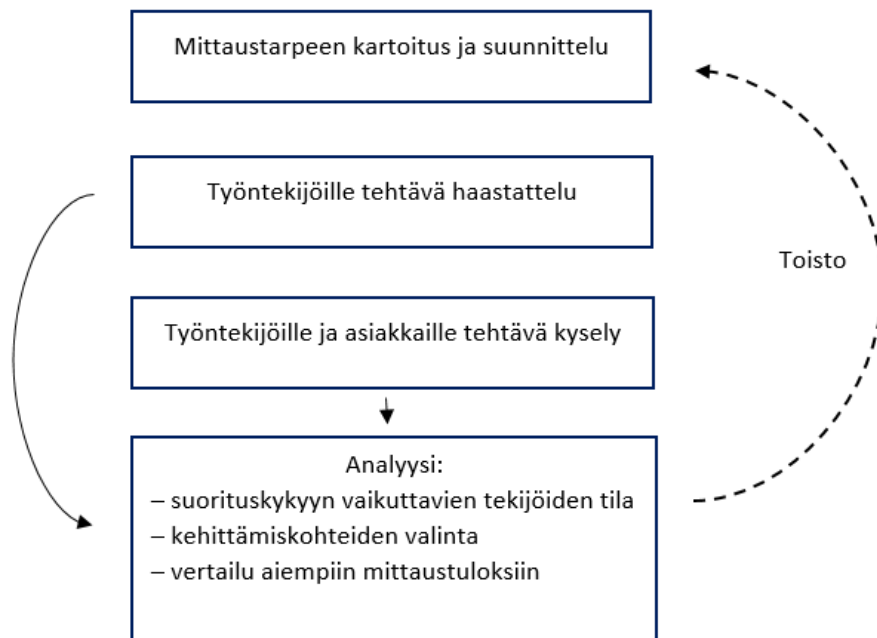 Mittaustarpeen kartoitus ja suunnittelu
Työntekijöille tehtävä haastattelu
Toisto
Työntekijöille ja asiakkaille tehtävä kysely
Analyysi:
– suorituskykyyn vaikuttavien tekijöiden tila
– kehittämiskohteiden valinta
– vertailu aiempiin mittaustuloksiin